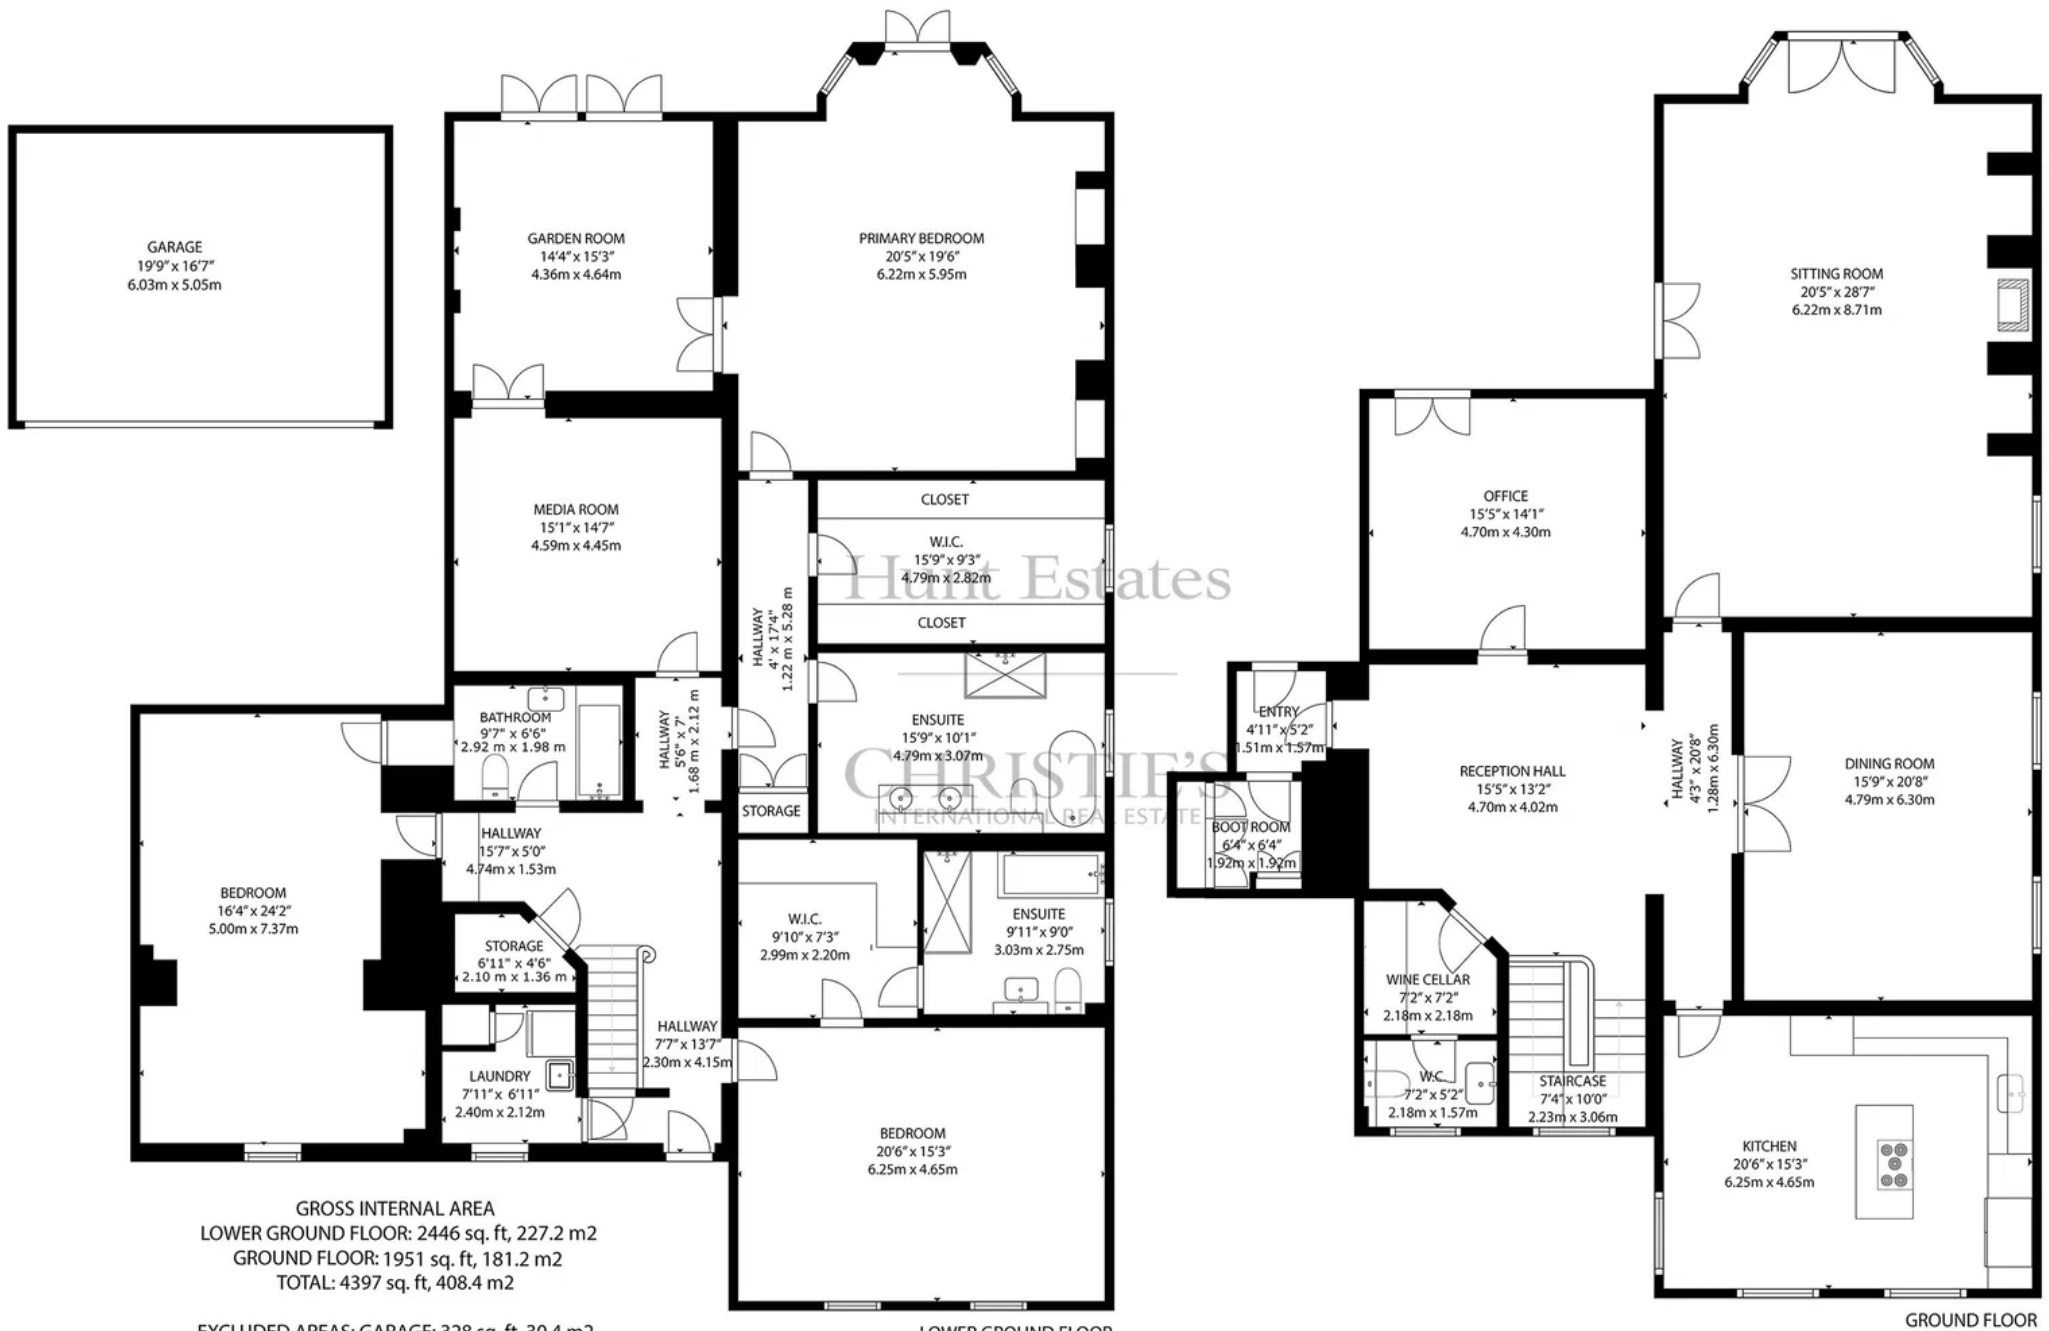 GARAGE
19'9" x 16'7"
6.03m x 5.05m
GARDEN ROOM
14'4" x 15'3"
4.36m x 4.64m
PRIMARY BEDROOM
20'5" x 19'6"
6.22m x 5.95m
MEDIA ROOM
15'1" x 14'7"
4.59m x 4.45m
HALLWAY
4' x 17'4"
1.22 m x 5.28 m
CLOSET
W.I.C.
15'9" x 9'3"
4.79m x 2.82m
CLOSET
Hunt Estates
CHRISTIE'S
INTERNATIONAL REAL ESTATE
BATHROOM
9'7" x 6'6"
2.92 m x 1.98 m
HALLWAY
5'6" x 7'
1.68 m x 2.12 m
ENSUITE
15'9" x 10'1"
4.79m x 3.07m
STORAGE
HALLWAY
15'7" x 5'0"
4.74m x 1.53m
BEDROOM
16'4" x 24'2"
5.00m x 7.37m
STORAGE
6'11" x 4'6"
2.10 m x 1.36 m
W.I.C.
9'10" x 7'3"
2.99m x 2.20m
ENSUITE
9'11" x 9'0"
3.03m x 2.75m
HALLWAY
7'7" x 13'7"
2.30m x 4.15m
LAUNDRY
7'11" x 6'11"
2.40m x 2.12m
BEDROOM
20'6" x 15'3"
6.25m x 4.65m
GROSS INTERNAL AREA
LOWER GROUND FLOOR: 2446 sq. ft, 227.2 m2
GROUND FLOOR: 1951 sq. ft, 181.2 m2
TOTAL: 4397 sq. ft, 408.4 m2
EXCLUDED AREAS: GARAGE: 328 sq. ft, 30.4 m2
LOWER GROUND FLOOR
SITTING ROOM
20'5" x 28'7"
6.22m x 8.71m
OFFICE
15'5" x 14'1"
4.70m x 4.30m
ENTRY
4'11" x 5'2"
1.51m x 1.57m
RECEPTION HALL
15'5" x 13'2"
4.70m x 4.02m
HALLWAY
4'3" x 20'8"
1.28m x 6.30m
DINING ROOM
15'9" x 20'8"
4.79m x 6.30m
BOOT ROOM
6'4" x 6'4"
1.92m x 1.92m
WINE CELLAR
7'2" x 7'2"
2.18m x 2.18m
W.C.
7'2" x 5'2"
2.18m x 1.57m
STAIRCASE
7'4" x 10'0"
2.23m x 3.06m
KITCHEN
20'6" x 15'3"
6.25m x 4.65m
GROUND FLOOR